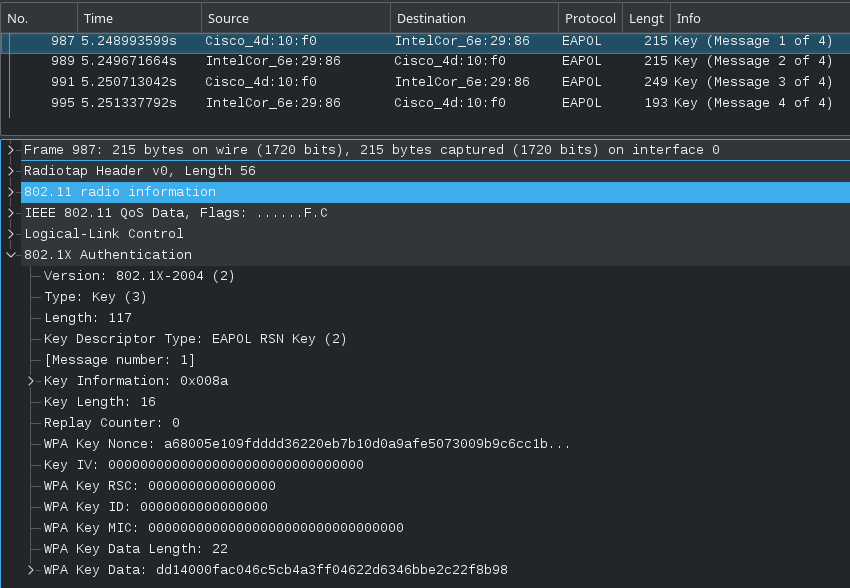 No. Time Source Destination Protocol Lengt Info
987 5.248993599s Cisco_4d:10:f0 IntelCor_6e:29:86 EAPOL 215 Key (Message 1 of 4)
989 5.249671664s IntelCor_6e:29:86 Cisco_4d:10:f0 EAPOL 215 Key (Message 2 of 4)
991 5.250713042s Cisco_4d:10:f0 IntelCor_6e:29:86 EAPOL 249 Key (Message 3 of 4)
995 5.251337792s IntelCor_6e:29:86 Cisco_4d:10:f0 EAPOL 193 Key (Message 4 of 4)
Frame 987: 215 bytes on wire (1720 bits), 215 bytes captured (1720 bits) on interface 0
Radiotap Header v0, Length 56
802.11 radio information
IEEE 802.11 QoS Data, Flags: ......F.C
Logical-Link Control
802.1X Authentication
Version: 802.1X-2004 (2)
Type: Key (3)
Length: 117
Key Descriptor Type: EAPOL RSN Key (2)
[Message number: 1]
Key Information: 0x008a
Key Length: 16
Replay Counter: 0
WPA Key Nonce: a68005e109fdddd36220eb7b10d0a9afe5073009b9c6cc1b...
Key IV: 00000000000000000000000000000000
WPA Key RSC: 0000000000000000
WPA Key ID: 0000000000000000
WPA Key MIC: 00000000000000000000000000000000
WPA Key Data Length: 22
WPA Key Data: dd14000fac046c5cb4a3ff04622d6346bbe2c22f8b98